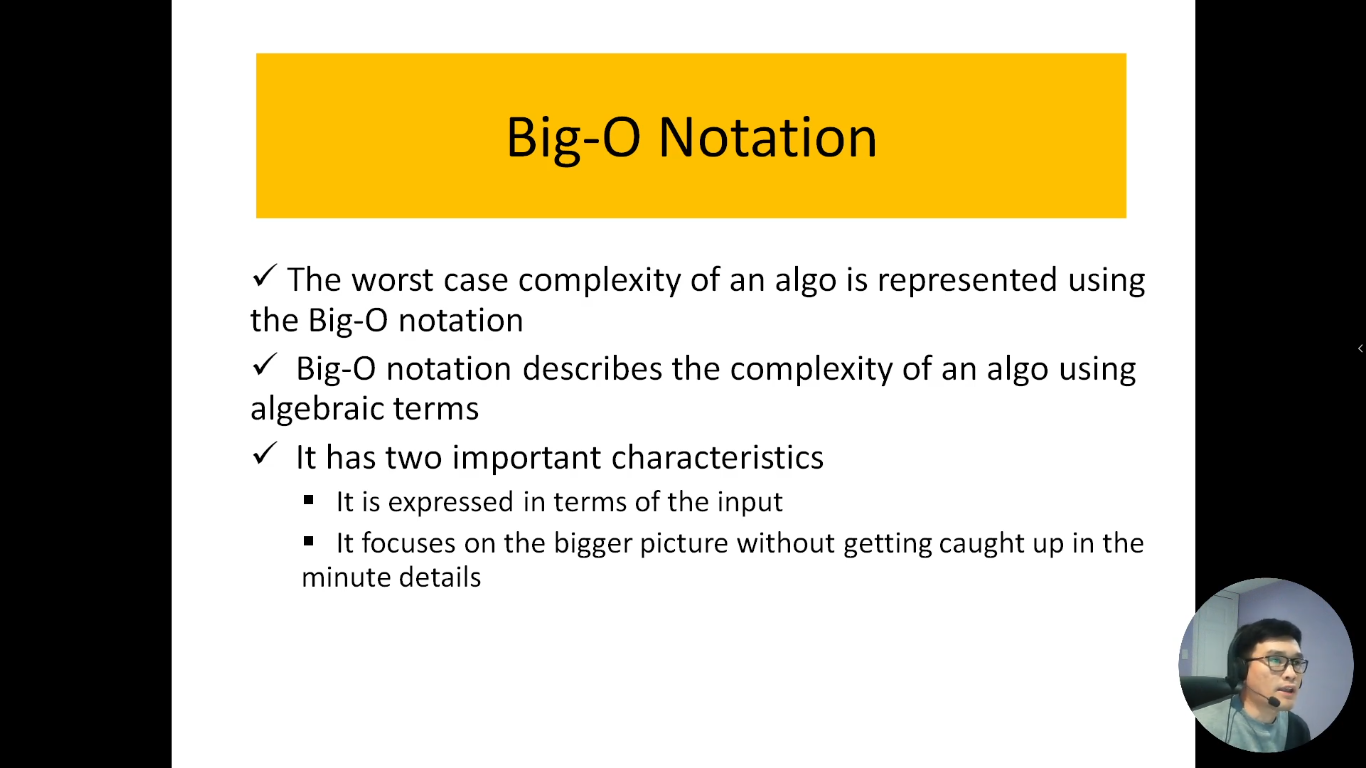 Big-O Notation
✓ The worst case complexity of an algo is represented using
the Big-O notation
✓ Big-O notation describes the complexity of an algo using
algebraic terms
✓ It has two important characteristics
▪ It is expressed in terms of the input
▪ It focuses on the bigger picture without getting caught up in the
minute details